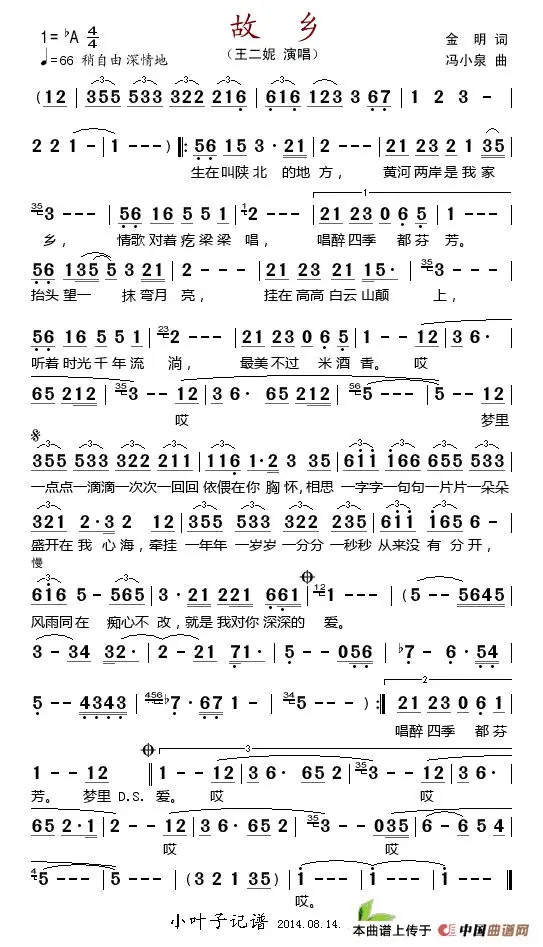 故 乡
（王二妮 演唱）
1=♭A 4/4
♩=66 稍自由 深情地
金 明 词
冯小泉 曲
( 12 | 355 533 322 216 | 616 123 3 67 | 1 2 3 - |
2 2 1 - | 1 - - - ) ‖: 56 16 15 3 · 21 | 2 - - - | 21 23 2 1 35 |
生在叫陕 北 的地 方， 黄河两岸是我家
35 3 - - - | 56 16 5 5 1 | 1 2 - - - | 21 23 0 6 5 | 1 - - - |
乡， 情歌对着疙梁梁 唱， 唱醉四季 都芬 芳。
56 135 5 3 21 | 2 - - - | 21 21 21 15· | 35 3 - - - |
抬头望一 抹弯月 亮， 挂在高高白云山颠 上，
56 16 5 5 1 | 23 2 - - - | 21 23 0 6 5 | 1 - - 12 | 3 6 · |
听着时光千年流 淌， 最美不过 米酒 香。 哎
65 212 | 35 3 - - 12 | 3 6 · 65 212 | 56 5 - - - | 5 - - 12 |
哎 梦里
355 533 322 211 | 116 1·2 3 35 | 611 166 655 533 |
一点点一滴滴一次次一回回 依偎在你 胸 怀，相思 一字字一句句一片片一朵朵
321 2·3 2 12 | 355 533 322 235 | 611 165 6 - |
盛开在我 心海，牵挂 一年年 一岁岁 一分分 一秒秒 从来没 有 分开，
慢
616 5 - 565 | 3 · 21 221 661 | 12 1 - - - | ( 5 - - 5645 |
风雨同在 痴心不 改，就是我对你深深的 爱。
3 - 34 32· | 2 - 21 71· | 5 - - 056 | ♭7 - 6 · 54 |
5 - - 4343 | 456 ♭7 · 67 1 - | 34 5 - - - ) :‖ 21 23 0 6 1 |
唱醉四季 都芬
1 - - 12 ‖ 1 - - 12 | 3 6 · 65 212 | 35 3 - - 12 | 3 6 · |
芳。 梦里 D.S. 爱。 哎 哎
65 2·1 | 2 - - 12 | 3 6 · 65 2 | 35 3 - - 035 | 6 - 6 5 4 |
哎 哎
4 5 - - - | 5 - - - | ( 3 23 5 6 | 1 - - - ) | 1 - - - | 1 - - - ‖
哎。
小叶子记谱 2014.08.14.
本曲谱上传于 中国曲谱网